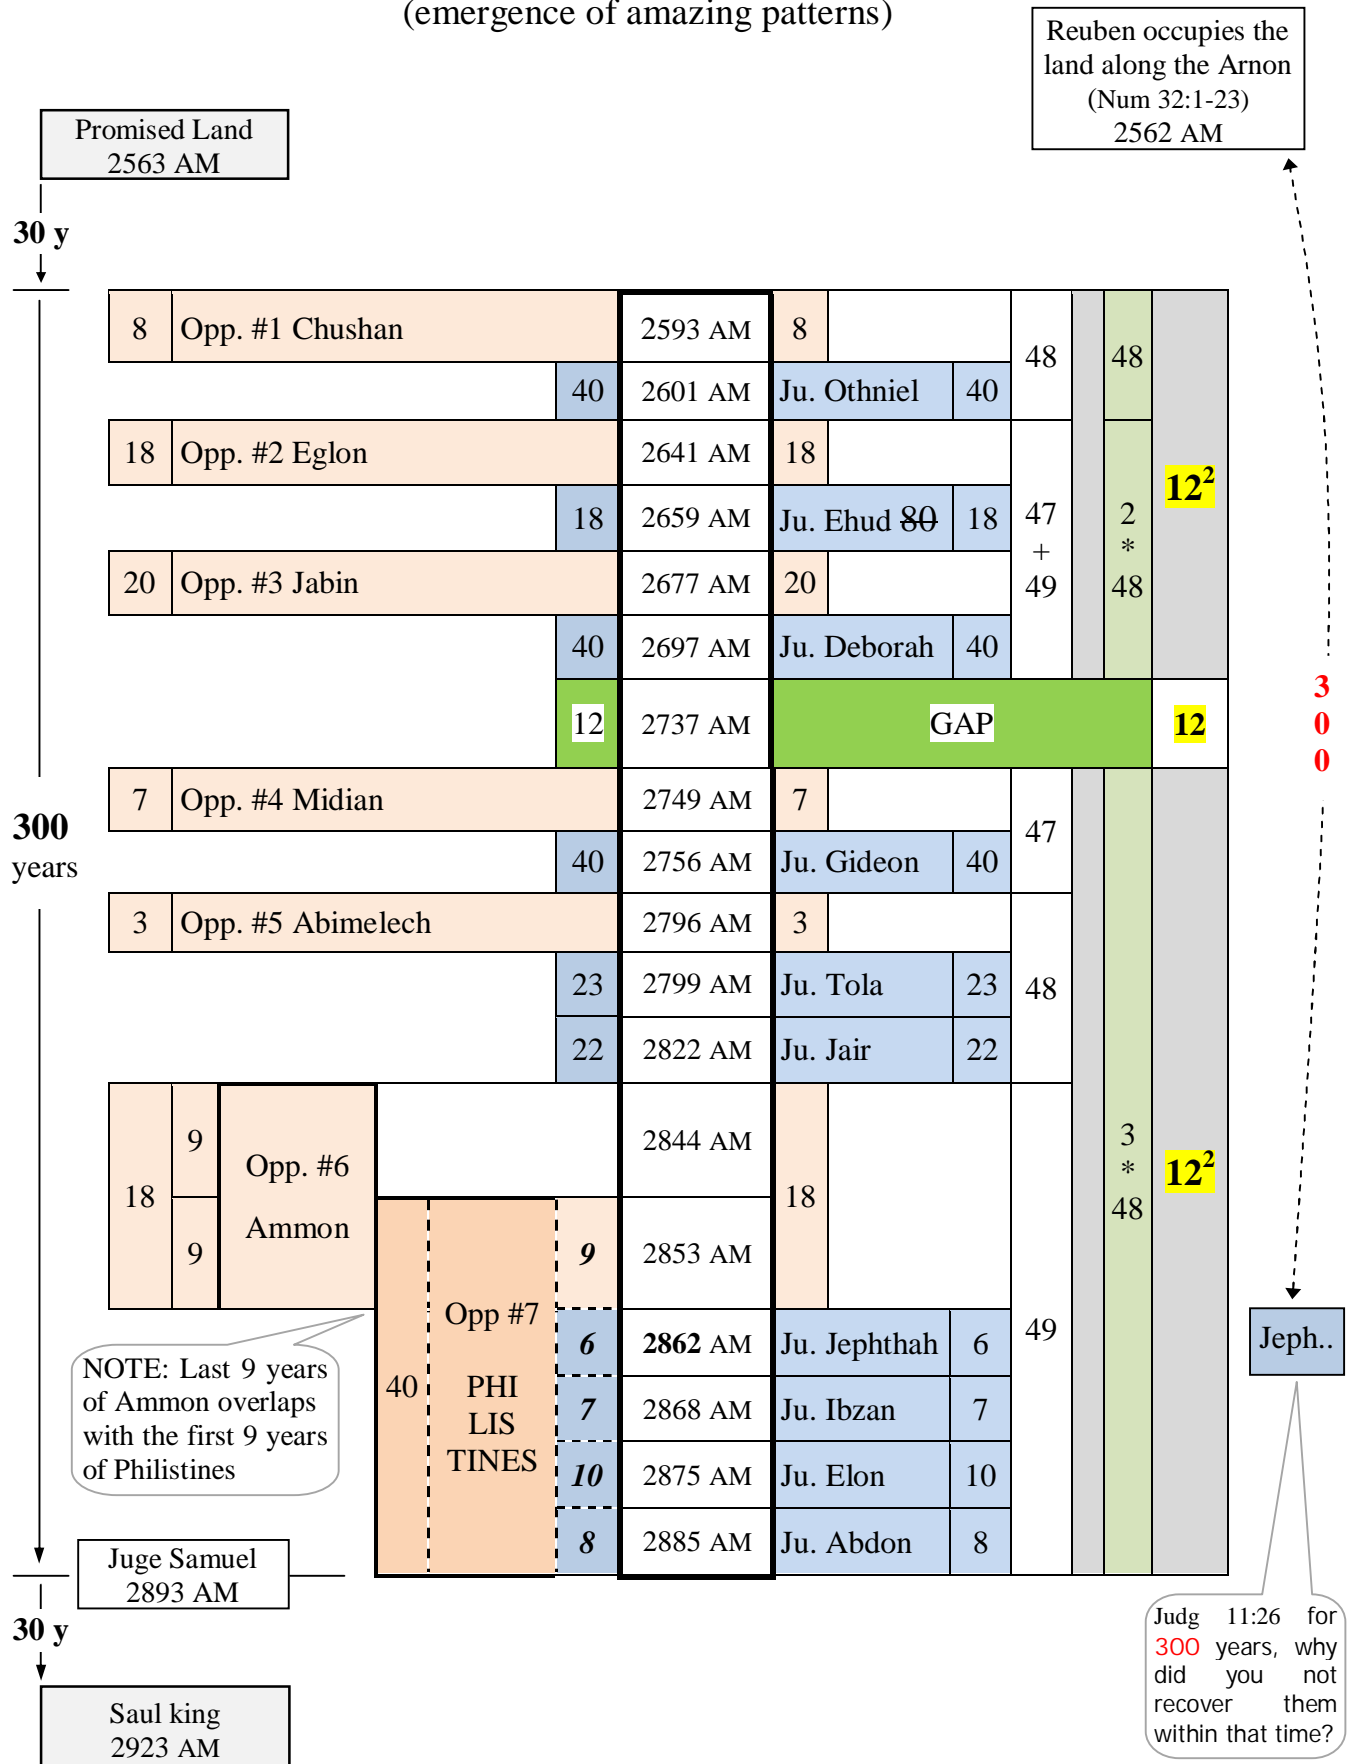 (emergence of amazing patterns)
Reuben occupies the
land along the Arnon
(Num 32:1-23)
2562 AM
Promised Land
2563 AM
30 y
8 Opp. #1 Chushan 2593 AM 8
48 48
40 2601 AM Ju. Othniel 40
18 Opp. #2 Eglon 2641 AM 18
12²
18 2659 AM Ju. Ehud 80 18
47
+
49
2
*
48
20 Opp. #3 Jabin 2677 AM 20
40 2697 AM Ju. Deborah 40
12 2737 AM GAP 12
3
0
0
7 Opp. #4 Midian 2749 AM 7
47
300
years
40 2756 AM Ju. Gideon 40
3 Opp. #5 Abimelech 2796 AM 3
23 2799 AM Ju. Tola 23
48
22 2822 AM Ju. Jair 22
18
9
9
Opp. #6
Ammon
2844 AM
18
3
*
48
12²
9 2853 AM
40
Opp #7
PHI
LIS
TINES
6 2862 AM Ju. Jephthah 6
49
Jeph..
7 2868 AM Ju. Ibzan 7
10 2875 AM Ju. Elon 10
8 2885 AM Ju. Abdon 8
NOTE: Last 9 years
of Ammon overlaps
with the first 9 years
of Philistines
Juge Samuel
2893 AM
30 y
Saul king
2923 AM
Judg 11:26 for
300 years, why
did you not
recover them
within that time?